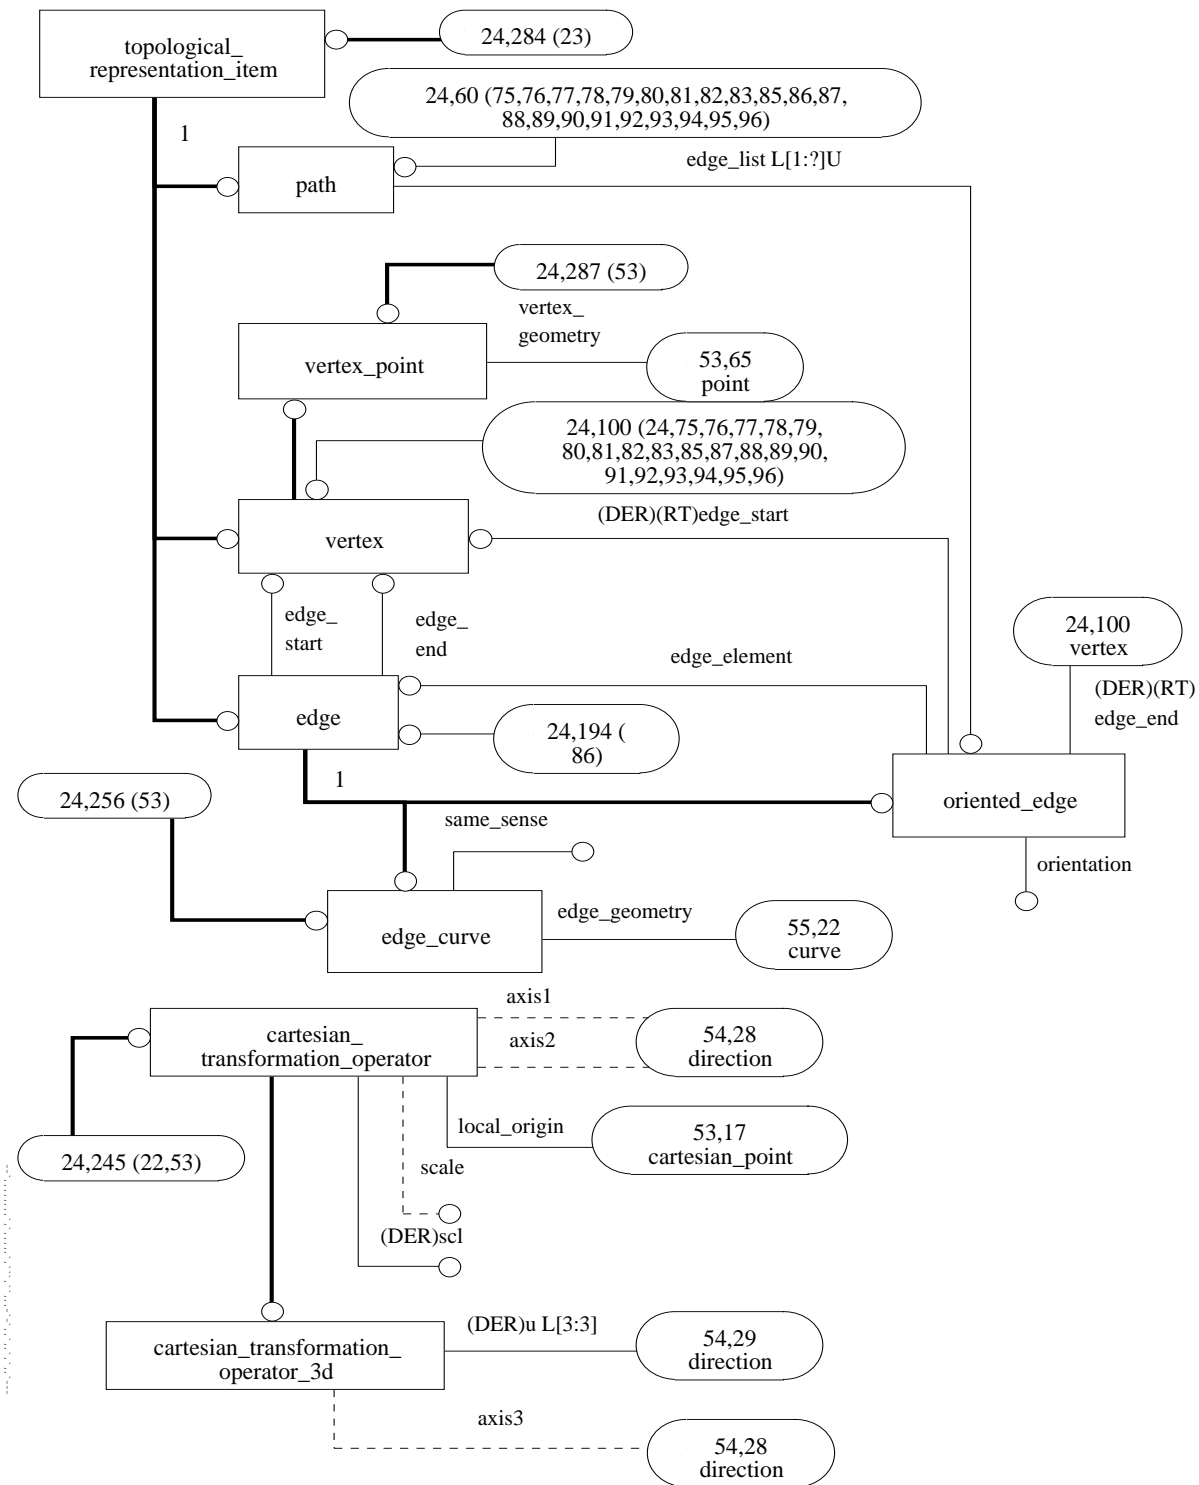 topological_
representation_item
24,284 (23)
24,60 (75,76,77,78,79,80,81,82,83,85,86,87,
88,89,90,91,92,93,94,95,96)
1
edge_list L[1:?]U
path
24,287 (53)
vertex_
geometry
vertex_point
53,65
point
24,100 (24,75,76,77,78,79,
80,81,82,83,85,87,88,89,90,
91,92,93,94,95,96)
(DER)(RT)edge_start
vertex
edge_
start
edge_
end
24,100
vertex
edge_element
(DER)(RT)
edge_end
edge
24,194 (
86)
1
24,256 (53)
oriented_edge
same_sense
orientation
edge_geometry
edge_curve
55,22
curve
axis1
cartesian_
transformation_operator
axis2
54,28
direction
local_origin
53,17
cartesian_point
24,245 (22,53)
scale
(DER)scl
(DER)u L[3:3]
cartesian_transformation_
operator_3d
54,29
direction
axis3
54,28
direction